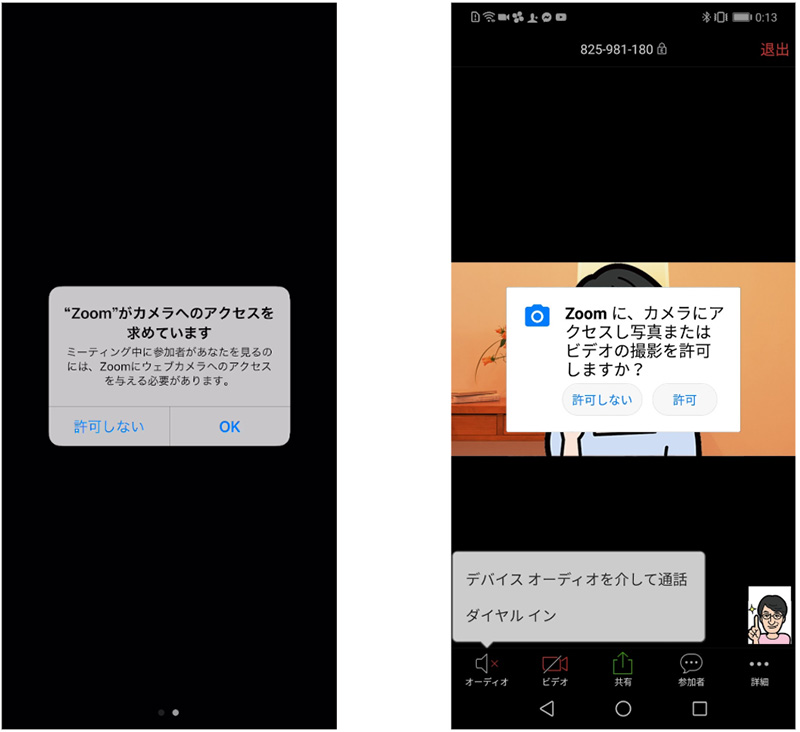 “Zoom”がカメラへのアクセスを
求めています
ミーティング中に参加者があなたを見るの
には、Zoomにウェブカメラへのアクセス
を与える必要があります。
許可しない
OK
0:13
825-981-180
退出
Zoom に、カメラにア
クセスし写真または
ビデオの撮影を許可
しますか？
許可しない
許可
デバイス オーディオを介して通話
ダイヤル イン
オーディオ
ビデオ
共有
参加者
詳細